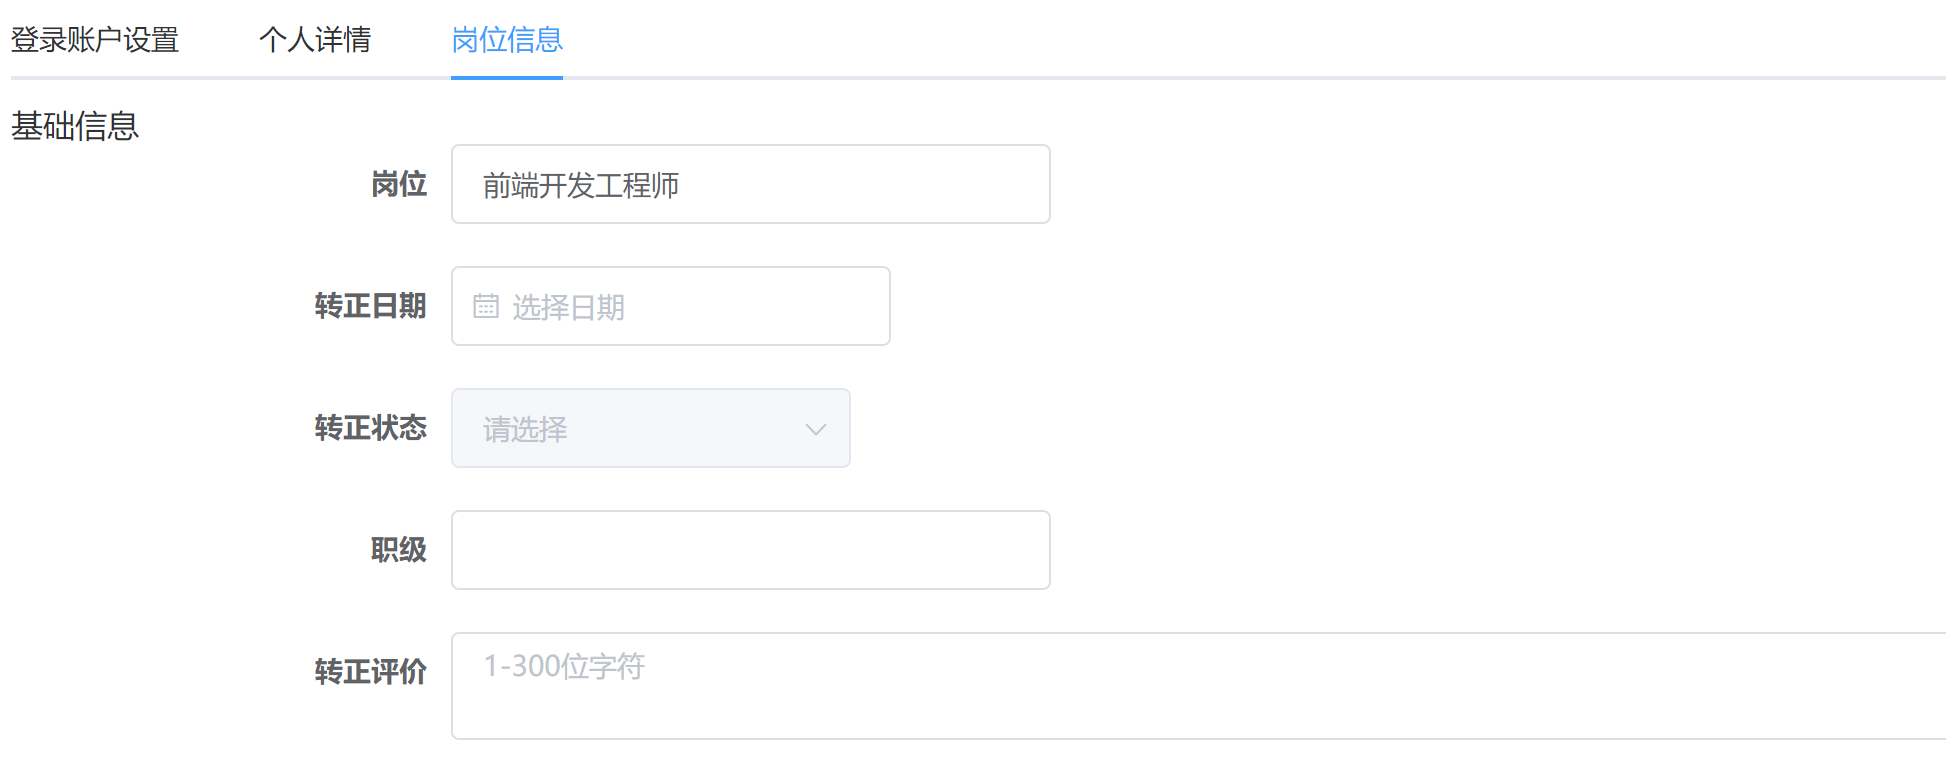 登录账户设置 个人详情 岗位信息
基础信息
岗位 前端开发工程师
转正日期 选择日期
转正状态 请选择
职级
转正评价 1-300位字符